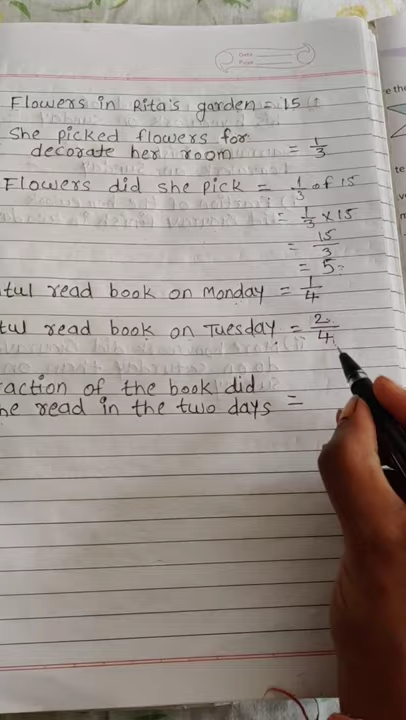 Flowers in Rita's garden = 15
She picked flowers for
decorate her room = 1/3
Flowers did she pick = 1/3 of 15
= 1/3 × 15
= 15/3
= 5
tul read book on Monday = 1/4
tul read book on Tuesday = 2/4
raction of the book did
he read in the two days =